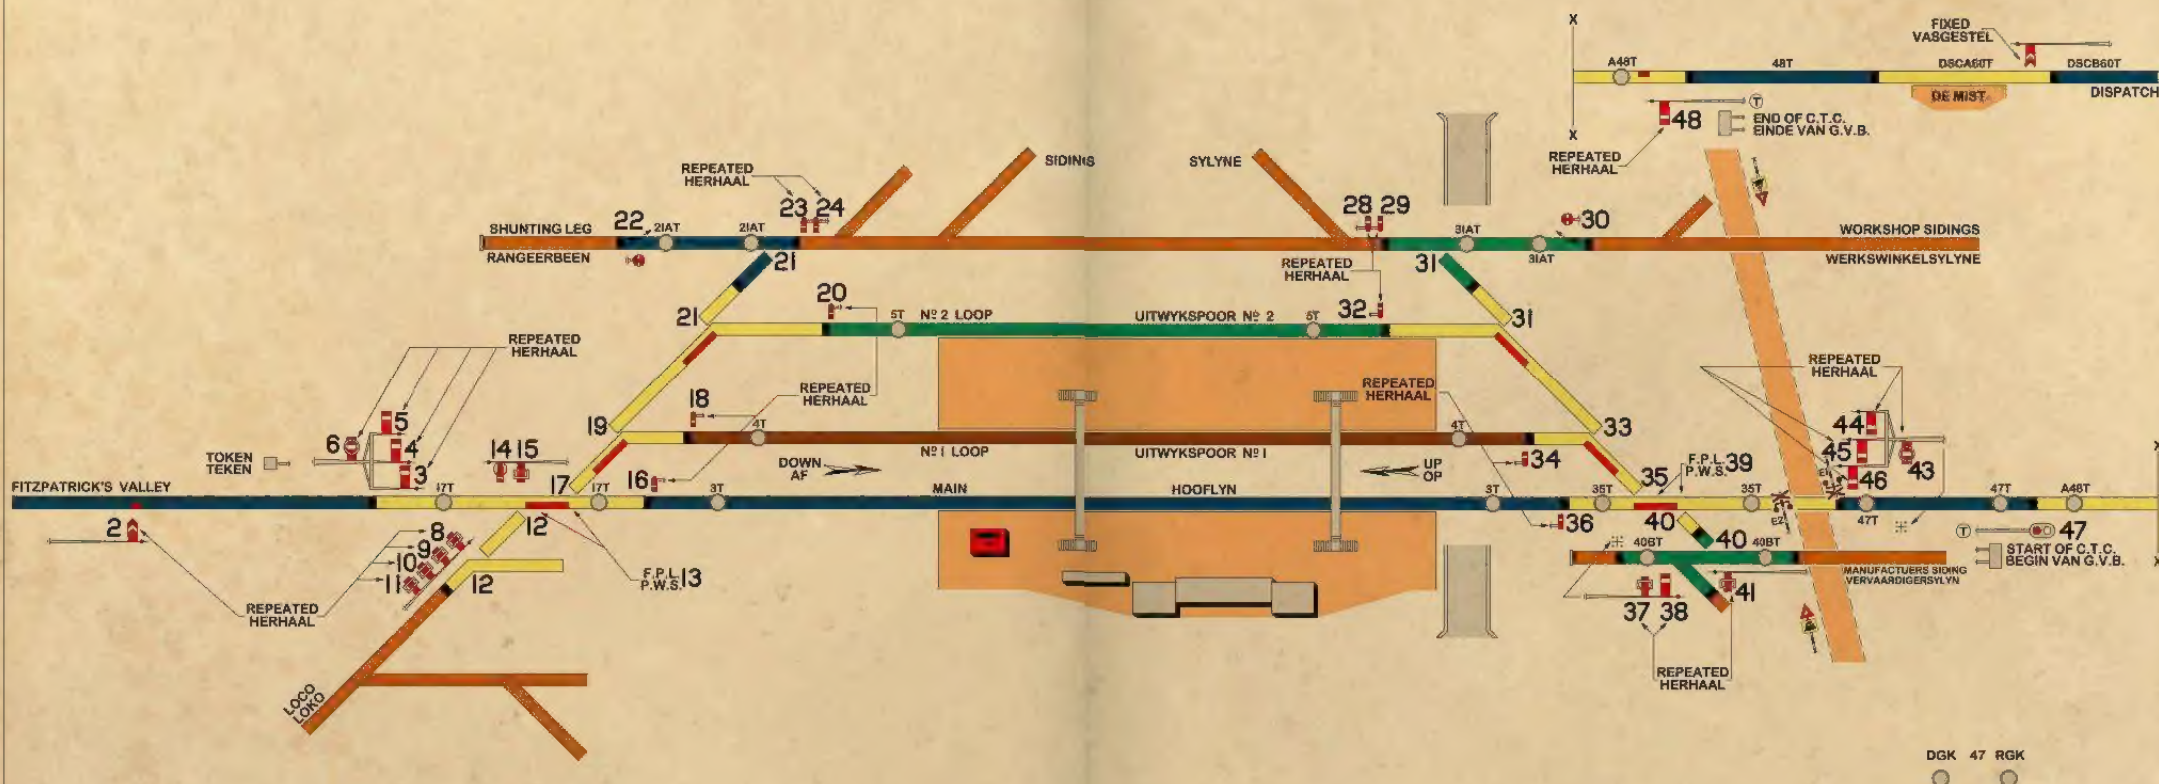 FIXED
VASGESTEL
A48T
48T
DSCA60T
DSCB60T
DE MIST
DISPATCH
48
END OF C.T.C.
EINDE VAN G.V.B.
REPEATED
HERHAAL
X
X
REPEATED
HERHAAL
SIDINGS
SYLYNE
23 24
28 29
30
SHUNTING LEG
RANGEERBEEN
22
21AT
21AT
21
31AT
31AT
31
WORKSHOP SIDINGS
WERKSWINKELSYLYNE
REPEATED
HERHAAL
20
32
21
5T
Nº 2 LOOP
UITWYKSPOOR Nº 2
5T
31
REPEATED
HERHAAL
REPEATED
HERHAAL
REPEATED
HERHAAL
REPEATED
HERHAAL
6
5
4
3
18
19
4T
Nº 1 LOOP
UITWYKSPOOR Nº 1
4T
33
34
44
45
46
43
TOKEN
TEKEN
14 15
DOWN
AF
UP
OP
16
17
35
F.P.L.
P.W.S.
39
FITZPATRICK'S VALLEY
17T
17T
3T
MAIN
HOOFLYN
3T
35T
35T
47T
47T
A48T
2
8
9
10
11
12
12
F.P.L.
P.W.S.
13
36
40
40
E2
47
START OF C.T.C.
BEGIN VAN G.V.B.
X
X
40BT
40BT
MANUFACTUERS SIDING
VERVAARDIGERSYLYN
37
38
41
REPEATED
HERHAAL
REPEATED
HERHAAL
LOCO
LOKO
DGK 47 RGK